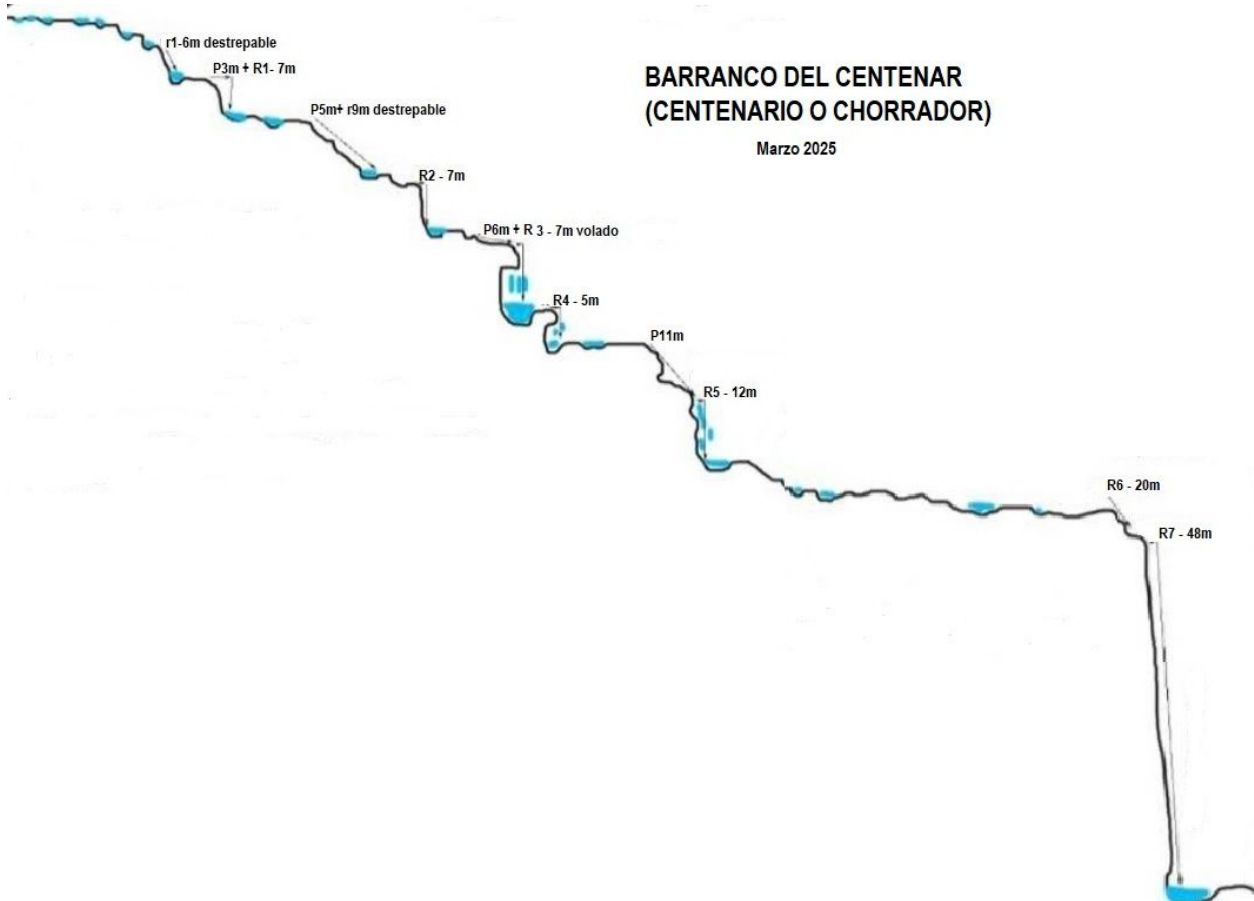 BARRANCO DEL CENTENAR
(CENTENARIO O CHORRADOR)
Marzo 2025
r1-6m destrepable
P3m + R1- 7m
P5m+ r9m destrepable
R2 - 7m
P6m + R 3 - 7m volado
R4 - 5m
P11m
R5 - 12m
R6 - 20m
R7 - 48m